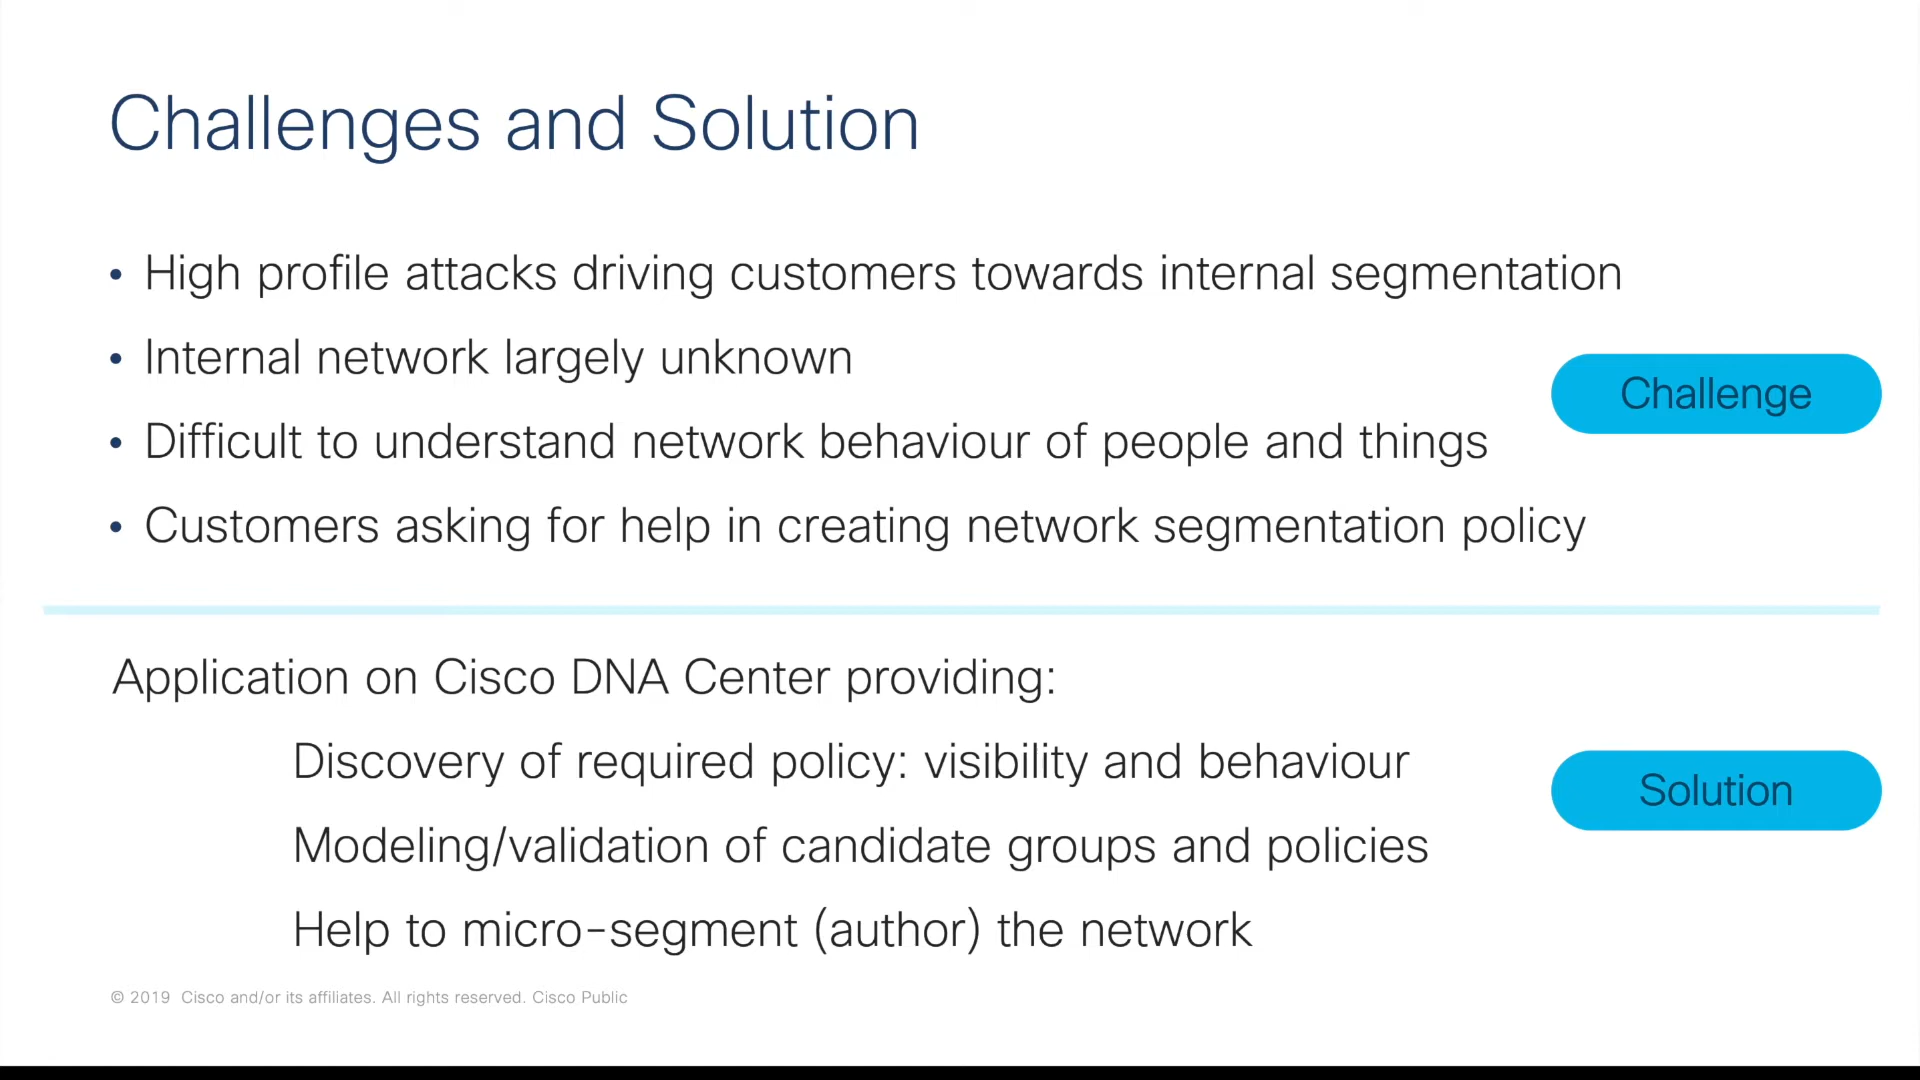 Challenges and Solution
• High profile attacks driving customers towards internal segmentation
• Internal network largely unknown
Challenge
• Difficult to understand network behaviour of people and things
• Customers asking for help in creating network segmentation policy
Application on Cisco DNA Center providing:
Discovery of required policy: visibility and behaviour
Solution
Modeling/validation of candidate groups and policies
Help to micro-segment (author) the network
© 2019 Cisco and/or its affiliates. All rights reserved. Cisco Public